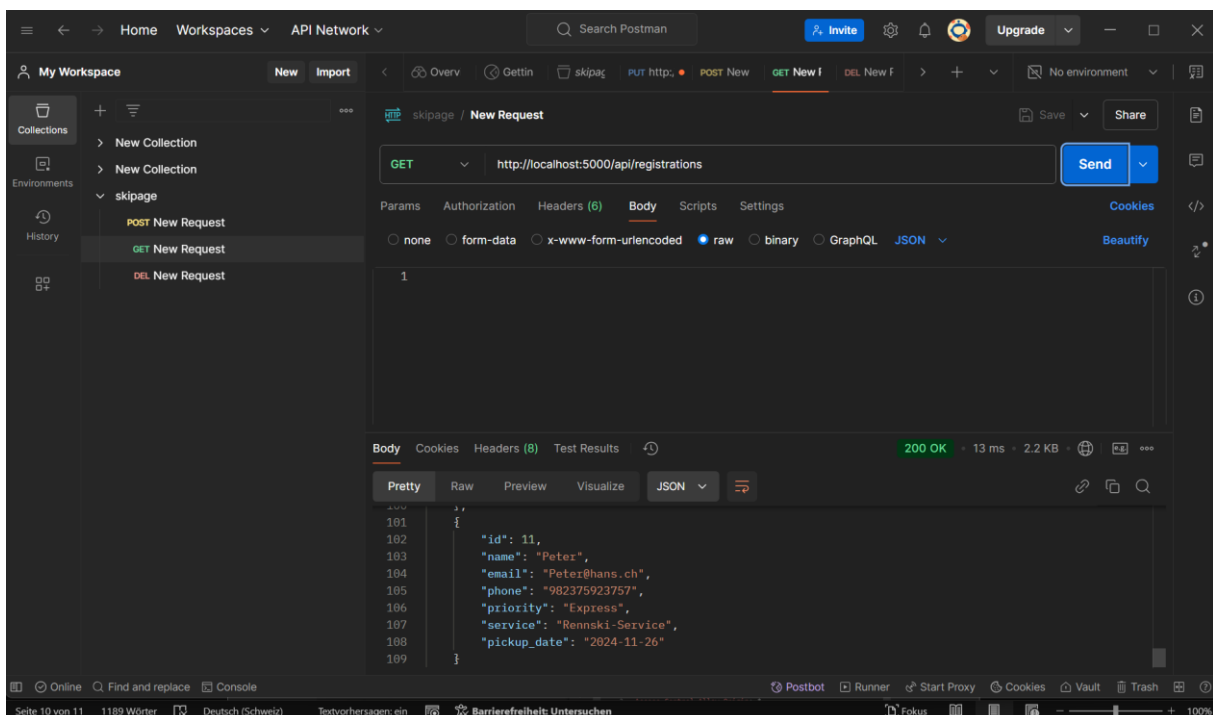 Home Workspaces API Network Search Postman Invite Upgrade
My Workspace New Import Overv Gettin skipag PUT http:, POST New GET New DEL New No environment
Collections
Environments
History
New Collection
New Collection
skipage
POST New Request
GET New Request
DEL New Request
HTTP skipage / New Request Save Share
GET http://localhost:5000/api/registrations Send
Params Authorization Headers (6) Body Scripts Settings Cookies
none form-data x-www-form-urlencoded raw binary GraphQL JSON Beautify
1
Body Cookies Headers (8) Test Results 200 OK 13 ms 2.2 KB e.g.
Pretty Raw Preview Visualize JSON
100 },
101 {
102 "id": 11,
103 "name": "Peter",
104 "email": "Peter@hans.ch",
105 "phone": "982375923757",
106 "priority": "Express",
107 "service": "Rennski-Service",
108 "pickup_date": "2024-11-26"
109 }
Online Find and replace Console Postbot Runner Start Proxy Cookies Vault Trash
Seite 10 von 11 1189 Wörter Deutsch (Schweiz) Textvorhersagen: ein Barrierefreiheit: Untersuchen Fokus 100%